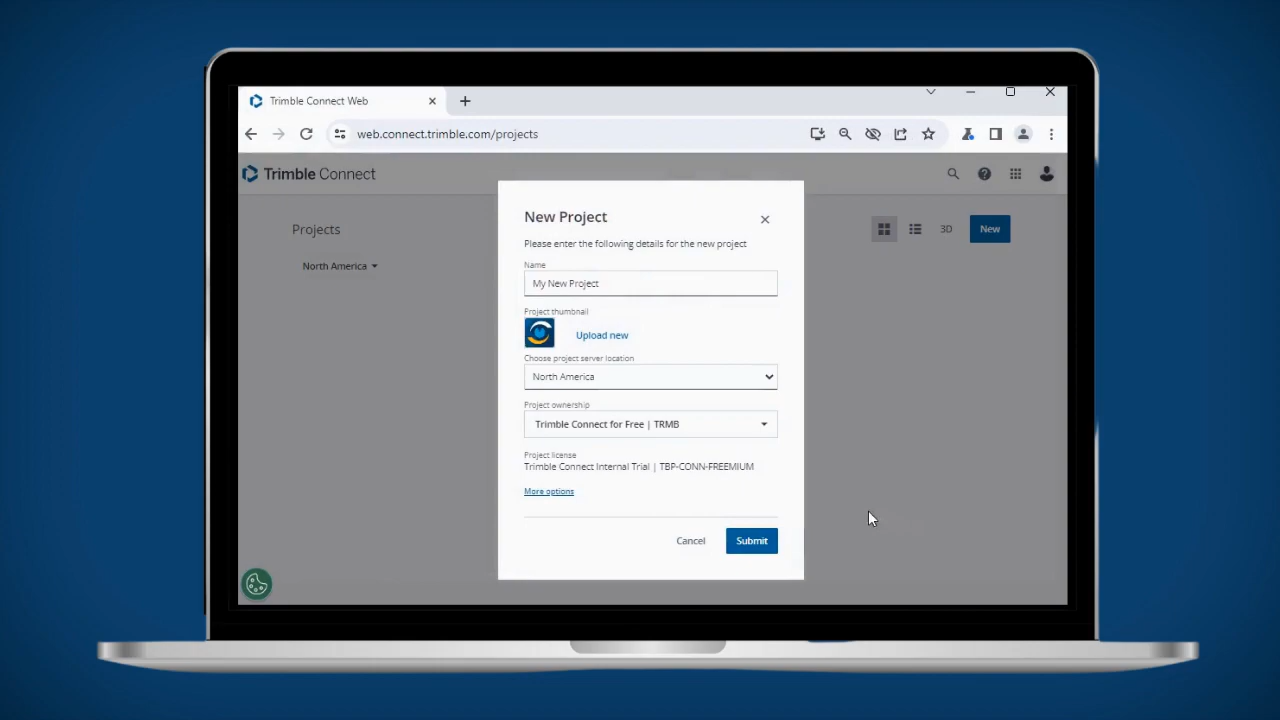 Trimble Connect Web
web.connect.trimble.com/projects
Trimble Connect
Projects
3D
New
North America
New Project
Please enter the following details for the new project
Name
My New Project
Project thumbnail
Upload new
Choose project server location
North America
Project ownership
Trimble Connect for Free | TRMB
Project license
Trimble Connect Internal Trial | TBP-CONN-FREEMIUM
More options
Cancel
Submit